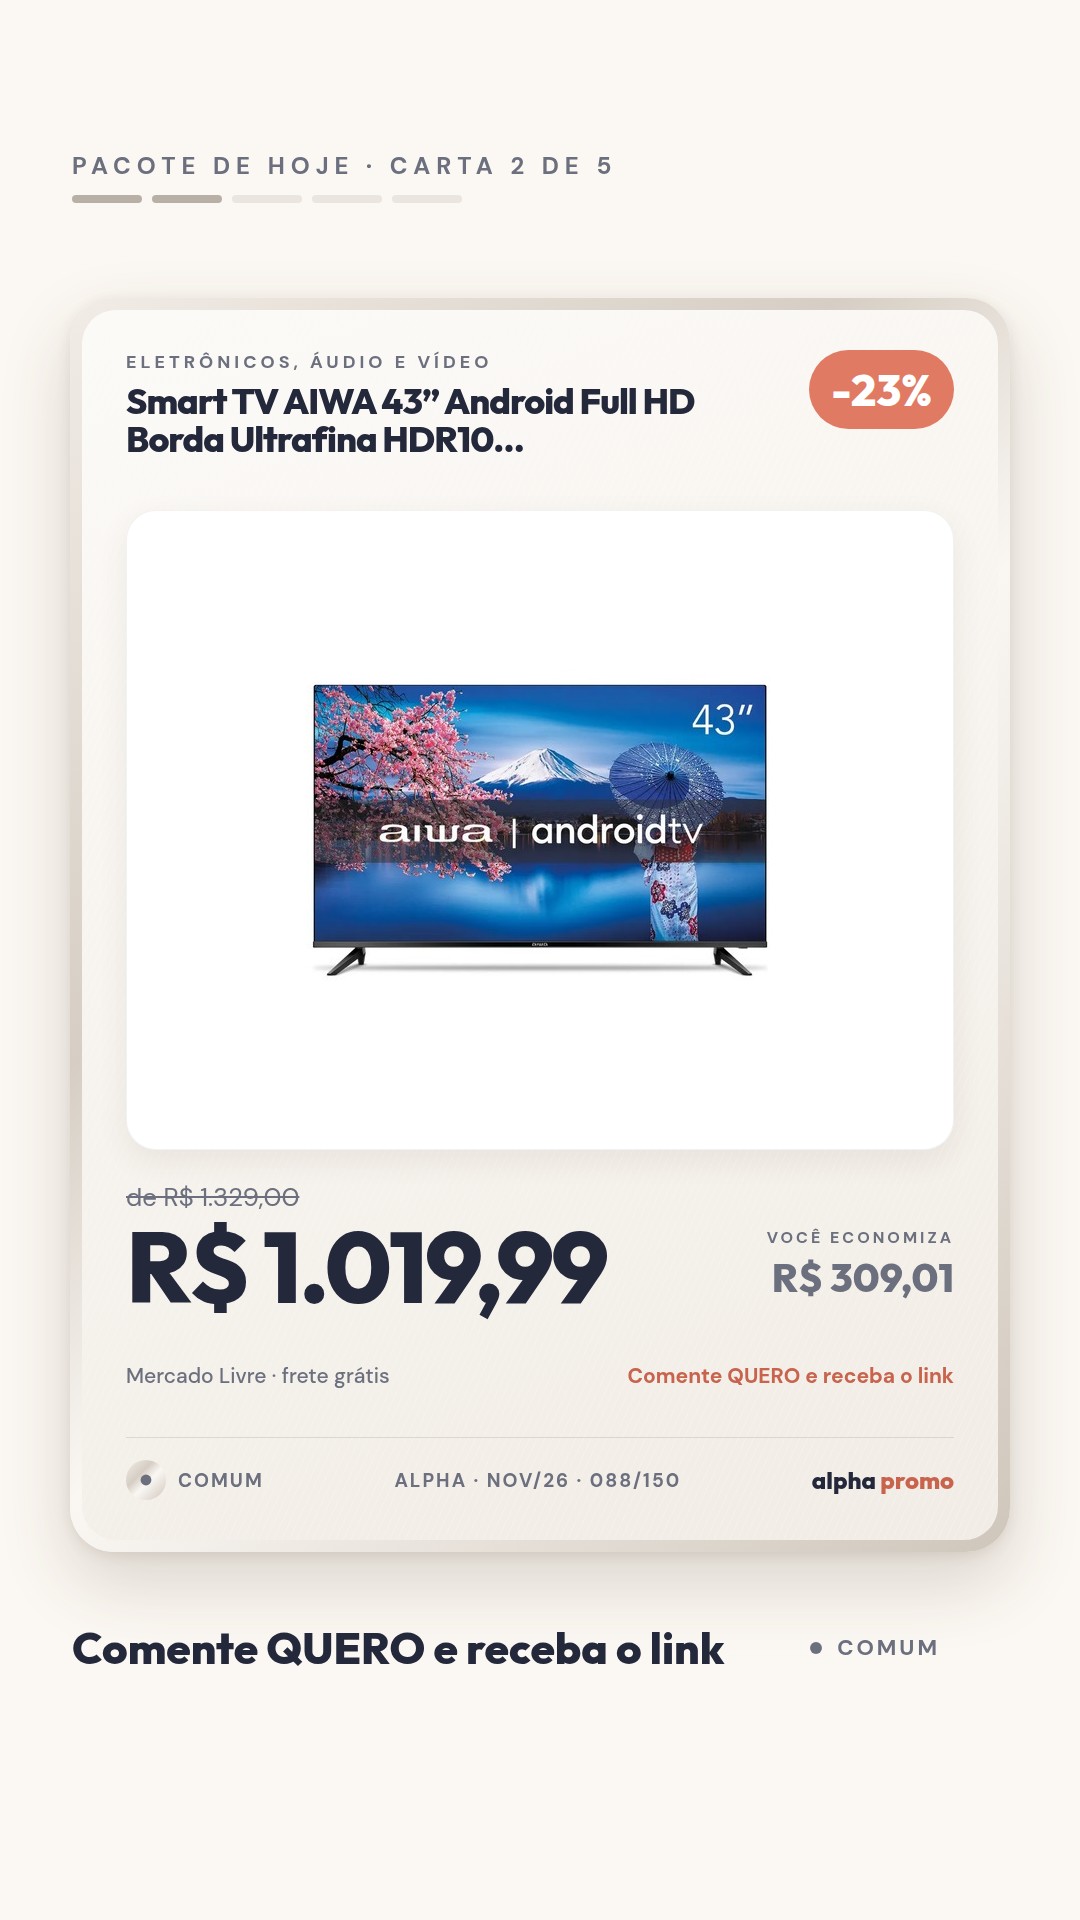 PACOTE DE HOJE · CARTA 2 DE 5
ELETRÔNICOS, ÁUDIO E VÍDEO
Smart TV AIWA 43” Android Full HD
Borda Ultrafina HDR10...
-23%
43”
aiwa | androidtv
aiwa
de R$ 1.329,00
R$ 1.019,99
VOCÊ ECONOMIZA
R$ 309,01
Mercado Livre · frete grátis
Comente QUERO e receba o link
COMUM
ALPHA · NOV/26 · 088/150
alpha promo
Comente QUERO e receba o link
COMUM